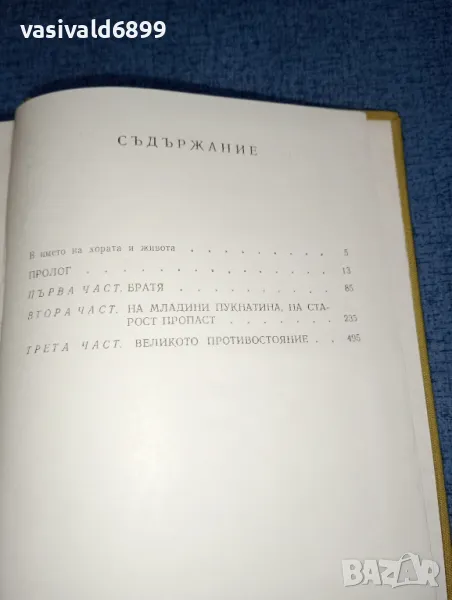 vasivald6899
СЪДЪРЖАНИЕ
В името на хората и живота . . . . . . . . . 5
ПРОЛОГ . . . . . . . . . . . . . 13
ПЪРВА ЧАСТ. БРАТЯ . . . . . . . . . . 85
ВТОРА ЧАСТ. НА МЛАДИНИ ПУКНАТИНА, НА СТА-
РОСТ ПРОПАСТ . . . . . . . 235
ТРЕТА ЧАСТ. ВЕЛИКОТО ПРОТИВОСТОЯНИЕ . . 495
BAZAR